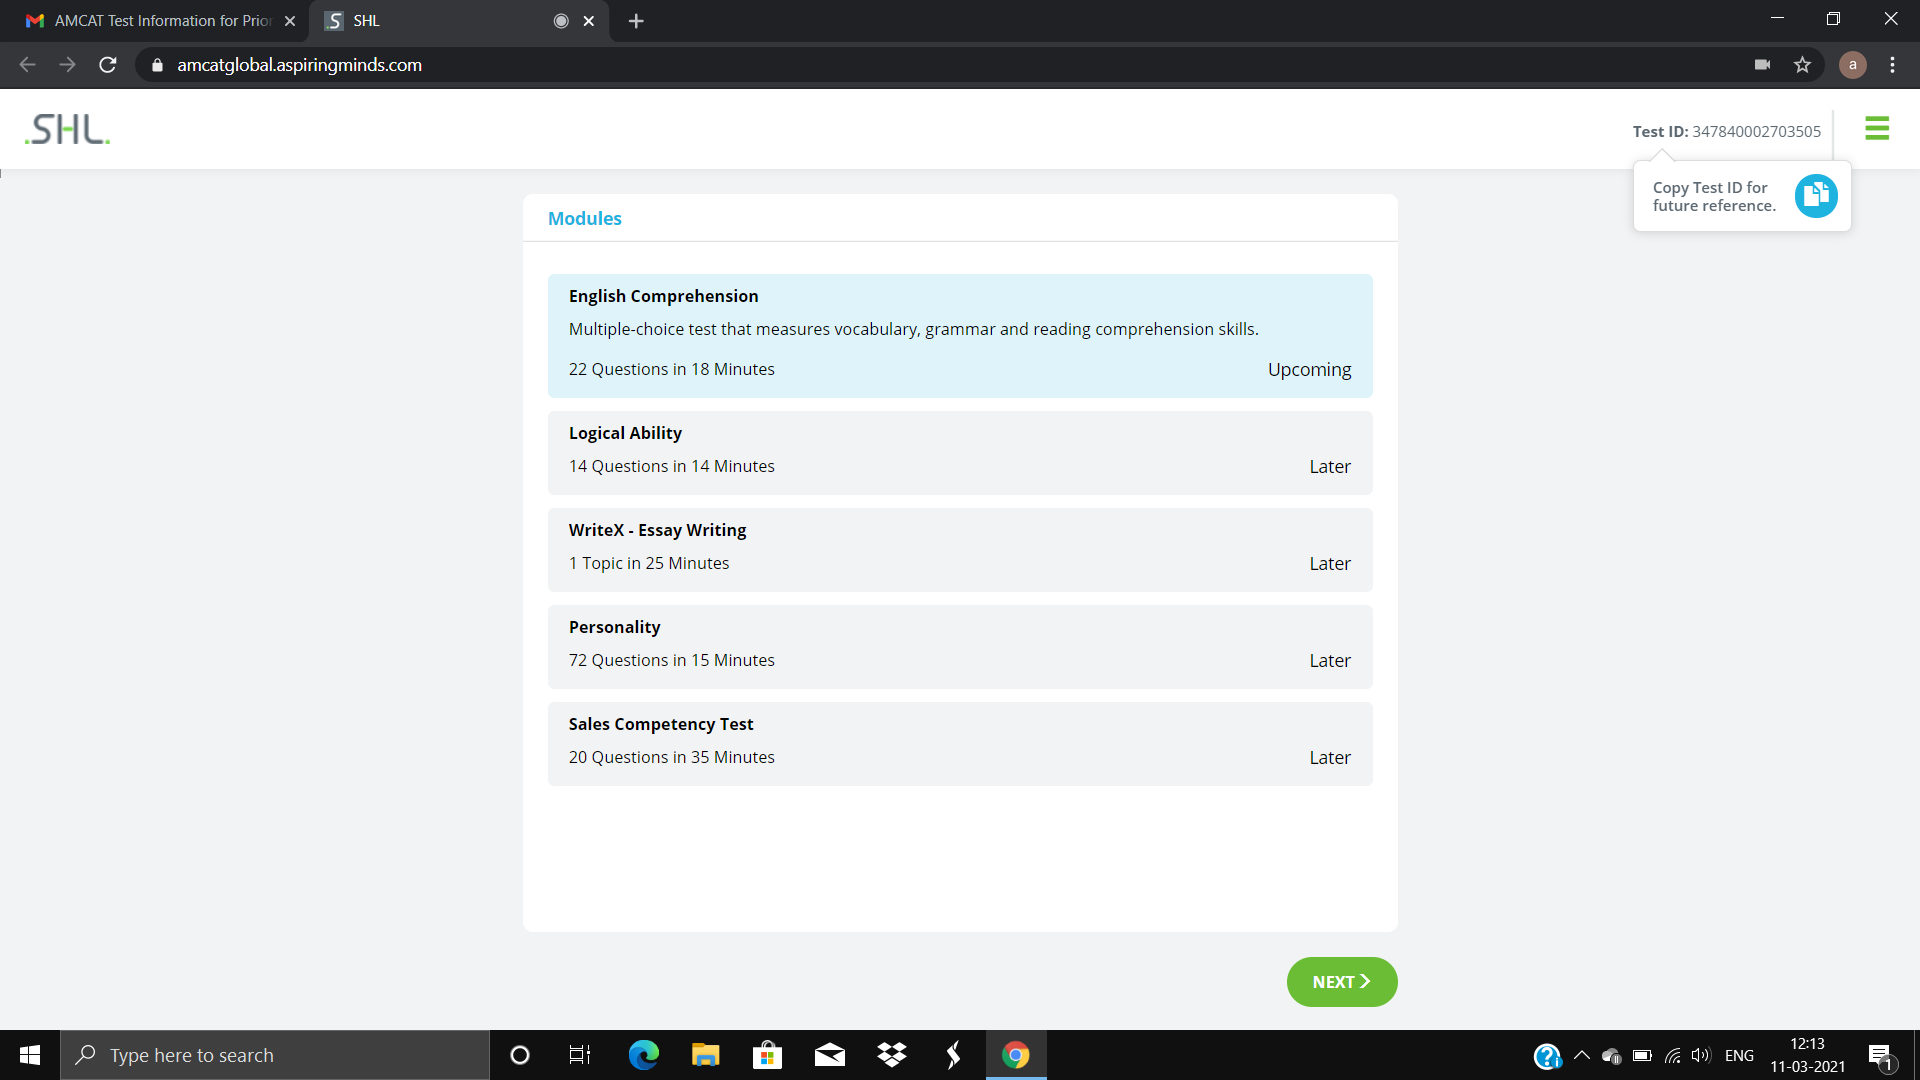 AMCAT Test Information for Prior
SHL
amcatglobal.aspiringminds.com
a
.SHL.
Test ID: 347840002703505
Copy Test ID for
future reference.
Modules
English Comprehension
Multiple-choice test that measures vocabulary, grammar and reading comprehension skills.
22 Questions in 18 Minutes Upcoming
Logical Ability
14 Questions in 14 Minutes Later
WriteX - Essay Writing
1 Topic in 25 Minutes Later
Personality
72 Questions in 15 Minutes Later
Sales Competency Test
20 Questions in 35 Minutes Later
NEXT
Type here to search
ENG
12:13
11-03-2021
1